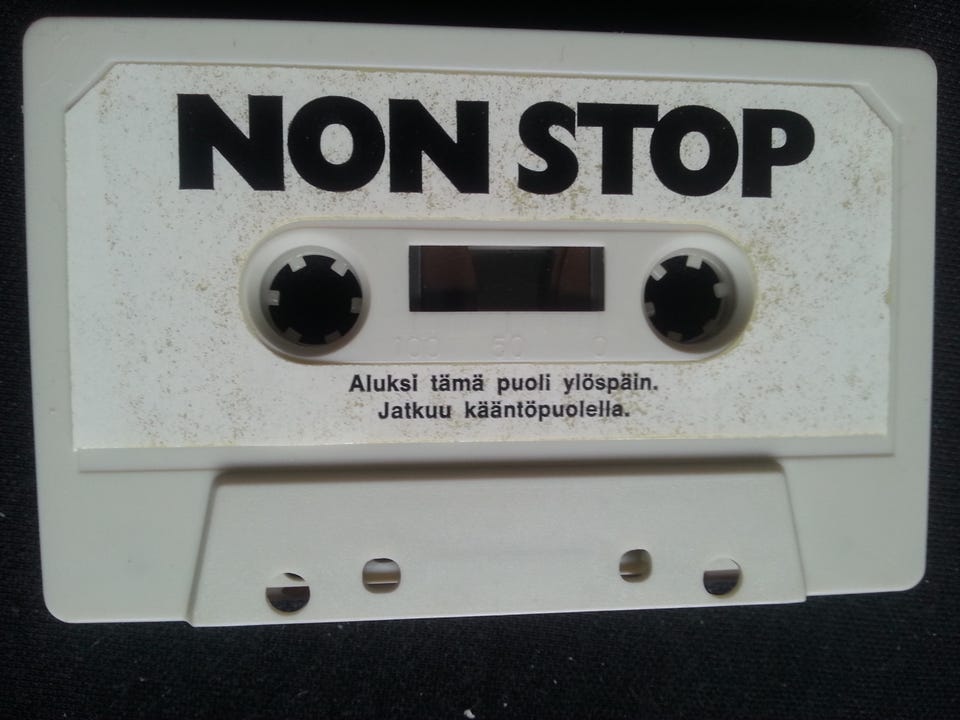 NON STOP
100 50 0
Aluksi tämä puoli ylöspäin.
Jatkuu kääntöpuolella.